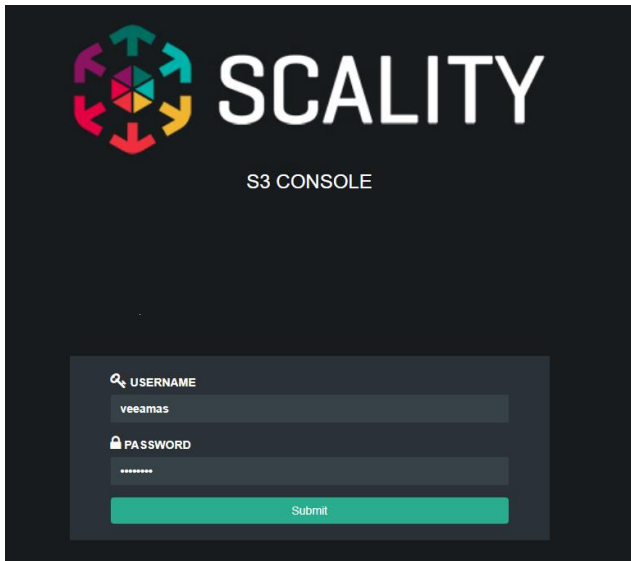 SCALITY
S3 CONSOLE
USERNAME
veeamas
PASSWORD
••••••••
Submit